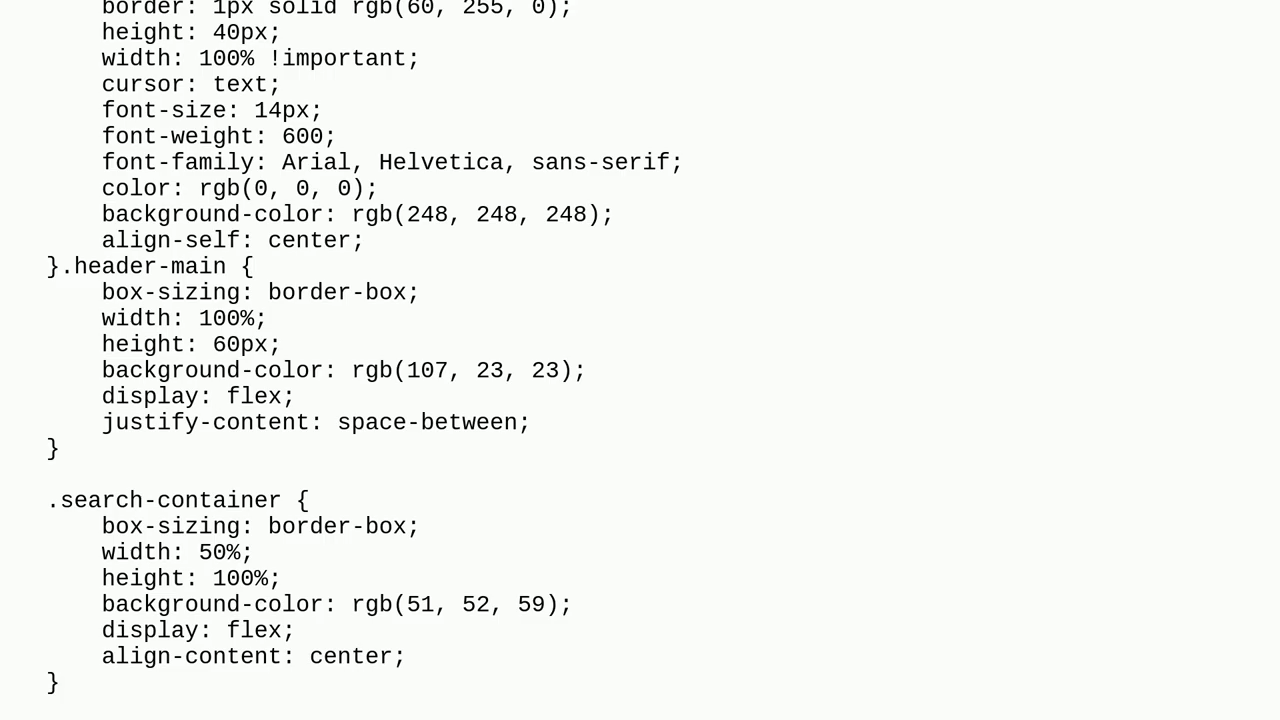 border: 1px solid rgb(60, 255, 0);
height: 40px;
width: 100% !important;
cursor: text;
font-size: 14px;
font-weight: 600;
font-family: Arial, Helvetica, sans-serif;
color: rgb(0, 0, 0);
background-color: rgb(248, 248, 248);
align-self: center;
}.header-main {
box-sizing: border-box;
width: 100%;
height: 60px;
background-color: rgb(107, 23, 23);
display: flex;
justify-content: space-between;
}
.search-container {
box-sizing: border-box;
width: 50%;
height: 100%;
background-color: rgb(51, 52, 59);
display: flex;
align-content: center;
}